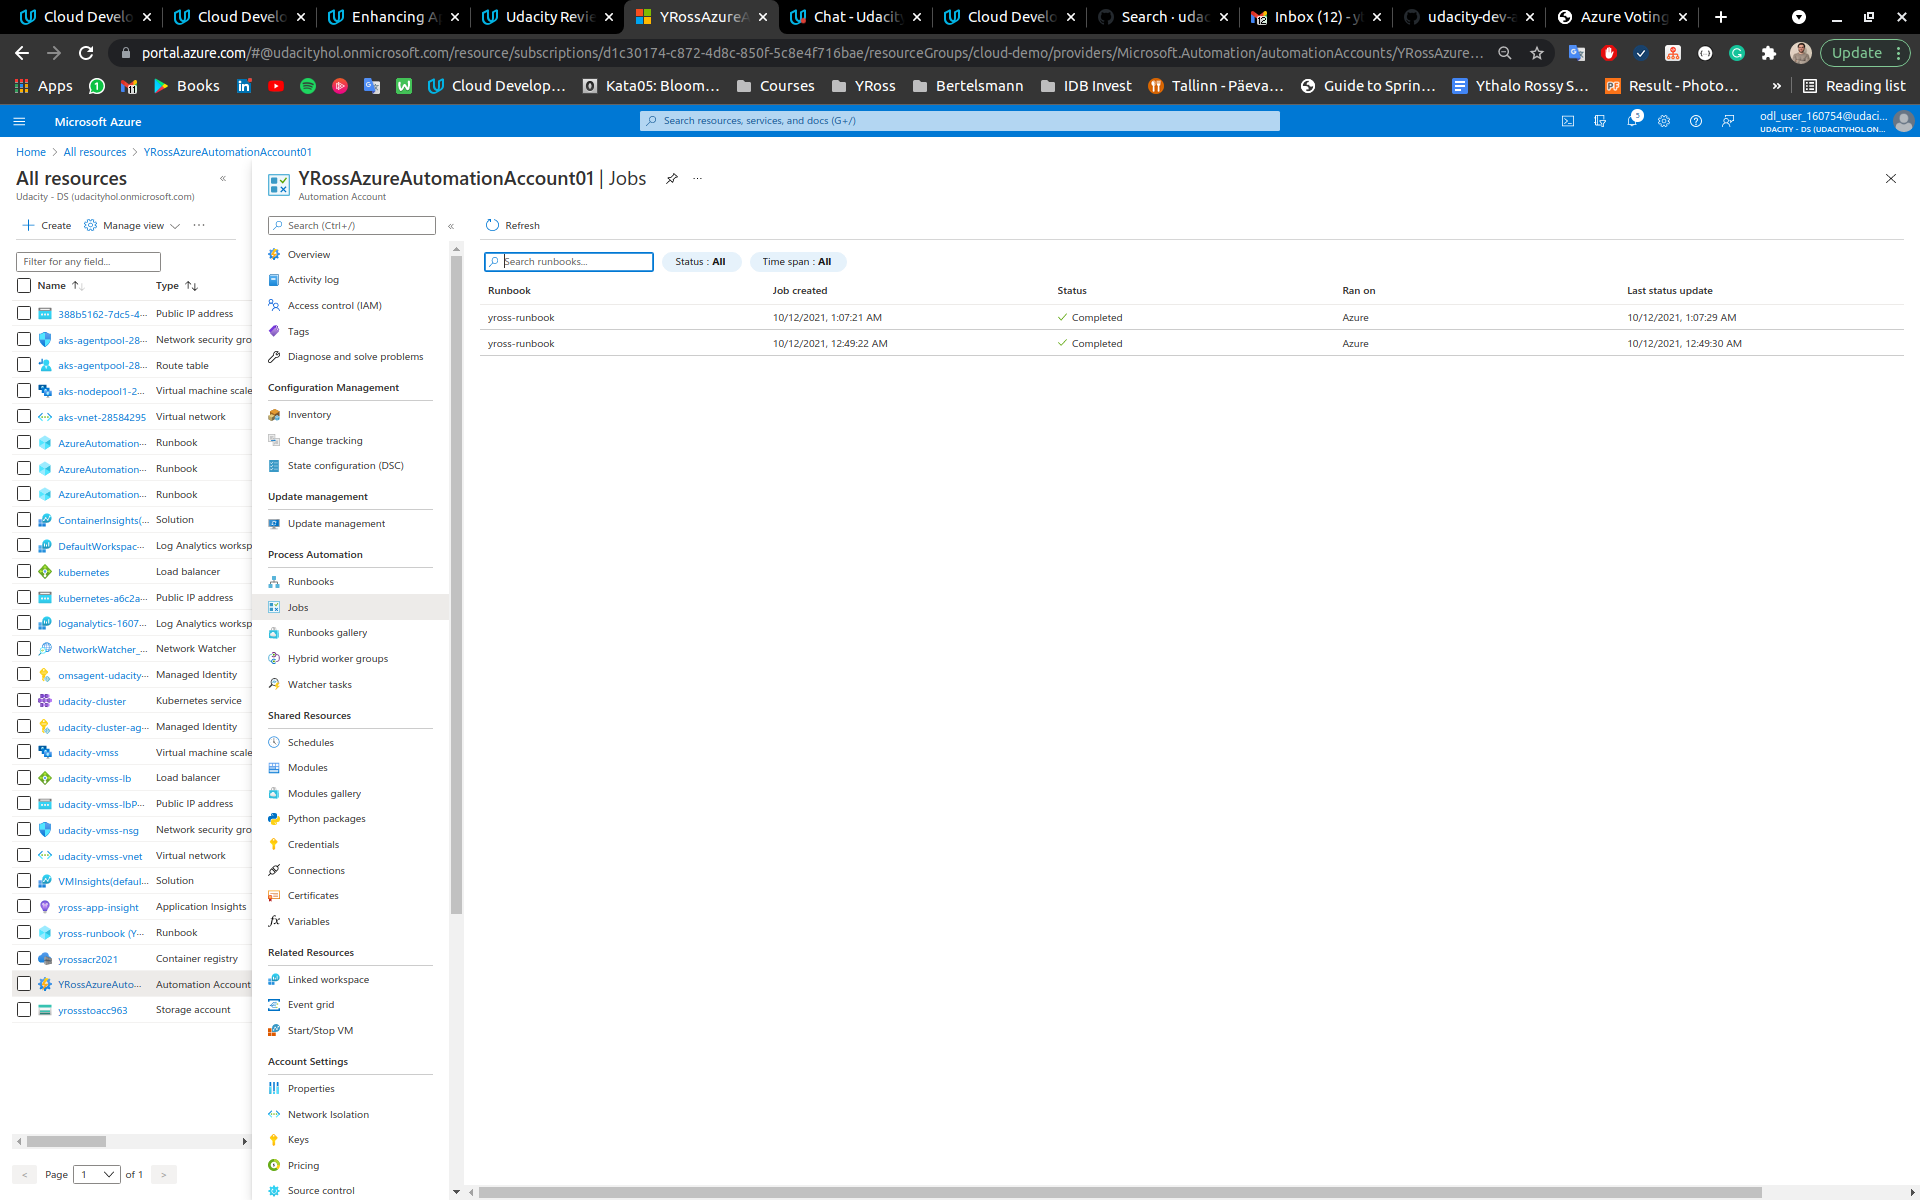 Cloud Develo
Cloud Develo
Enhancing A
Udacity Revie
YRossAzureA
Chat - Udacity
Cloud Develo
Search · udac
Inbox (12) - y
udacity-dev-a
Azure Voting
portal.azure.com/#@udacityhol.onmicrosoft.com/resource/subscriptions/d1c30174-c872-4d8c-850f-5c8e4f716bae/resourceGroups/cloud-demo/providers/Microsoft.Automation/automationAccounts/YRossAzure...
Update
Apps
Books
Cloud Develop...
Kata05: Bloom...
Courses
YRoss
Bertelsmann
IDB Invest
Tallinn - Päeva...
Guide to Sprin...
Ythalo Rossy S...
Result - Photo...
»
Reading list
Microsoft Azure
Search resources, services, and docs (G+/)
5
odl_user_160754@udaci...
UDACITY - DS (UDACITYHOL.ON...
Home > All resources > YRossAzureAutomationAccount01
All resources
Udacity - DS (udacityhol.onmicrosoft.com)
Create
Manage view
Filter for any field...
Name
Type
388b5162-7dc5-4··· Public IP address
aks-agentpool-28··· Network security gro
aks-agentpool-28··· Route table
aks-nodepool1-2··· Virtual machine scale
aks-vnet-28584295 Virtual network
AzureAutomation··· Runbook
AzureAutomation··· Runbook
AzureAutomation··· Runbook
ContainerInsights(... Solution
DefaultWorkspac··· Log Analytics worksp
kubernetes Load balancer
kubernetes-a6c2a··· Public IP address
loganalytics-1607··· Log Analytics worksp
NetworkWatcher_... Network Watcher
omsagent-udacity··· Managed Identity
udacity-cluster Kubernetes service
udacity-cluster-ag··· Managed Identity
udacity-vmss Virtual machine scale
udacity-vmss-lb Load balancer
udacity-vmss-lbP··· Public IP address
udacity-vmss-nsg Network security gro
udacity-vmss-vnet Virtual network
VMInsights(defaul... Solution
yross-app-insight Application Insights
yross-runbook (Y··· Runbook
yrossacr2021 Container registry
YRossAzureAuto··· Automation Account
yrossstoacc963 Storage account
< Page 1 of 1 >
YRossAzureAutomationAccount01 | Jobs
Automation Account
Search (Ctrl+/)
«
Overview
Activity log
Access control (IAM)
Tags
Diagnose and solve problems
Configuration Management
Inventory
Change tracking
State configuration (DSC)
Update management
Update management
Process Automation
Runbooks
Jobs
Runbooks gallery
Hybrid worker groups
Watcher tasks
Shared Resources
Schedules
Modules
Modules gallery
Python packages
Credentials
Connections
Certificates
Variables
Related Resources
Linked workspace
Event grid
Start/Stop VM
Account Settings
Properties
Network Isolation
Keys
Pricing
Source control
Refresh
Search runbooks...
Status : All
Time span : All
Runbook Job created Status Ran on Last status update
yross-runbook 10/12/2021, 1:07:21 AM Completed Azure 10/12/2021, 1:07:29 AM
yross-runbook 10/12/2021, 12:49:22 AM Completed Azure 10/12/2021, 12:49:30 AM